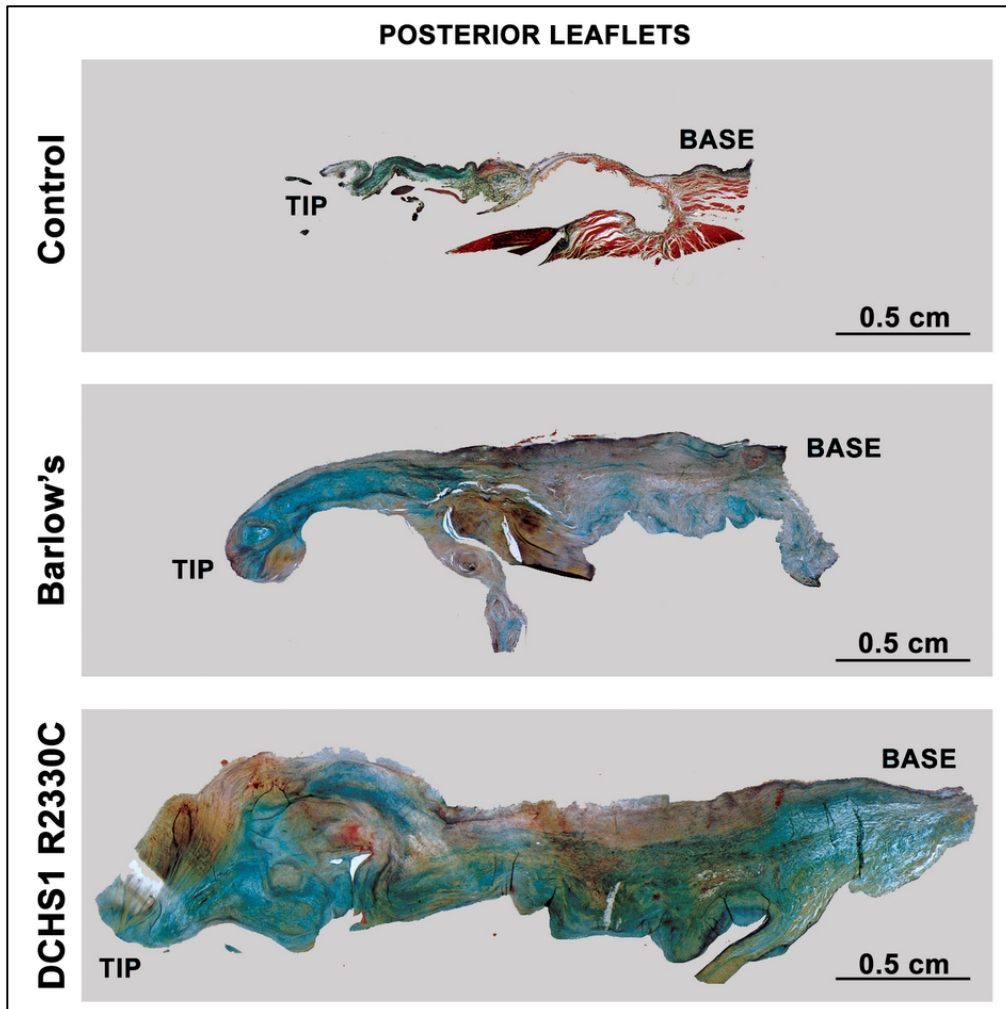 POSTERIOR LEAFLETS
Control
BASE
TIP
0.5 cm
Barlow's
BASE
TIP
0.5 cm
DCHS1 R2330C
BASE
TIP
0.5 cm